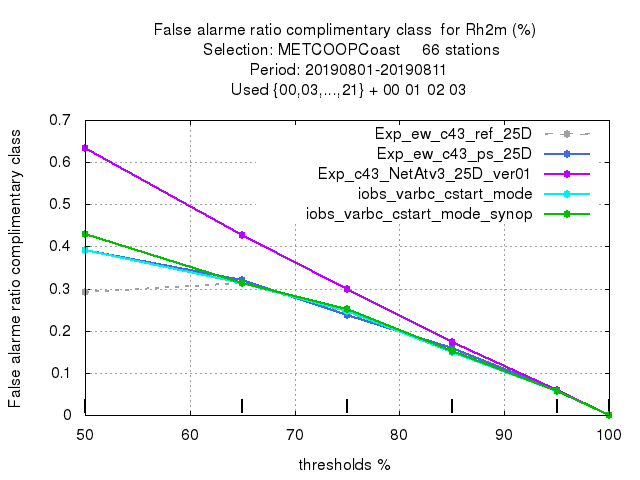 False alarme ratio complimentary class  for Rh2m (%)
Selection: METCOOPCoast     66 stations
Period: 20190801-20190811
Used {00,03,...,21} + 00 01 02 03
Exp_ew_c43_ref_25D
Exp_ew_c43_ps_25D
Exp_c43_NetAtv3_25D_ver01
iobs_varbc_cstart_mode
iobs_varbc_cstart_mode_synop
False alarme ratio complimentary class
0.7
0.6
0.5
0.4
0.3
0.2
0.1
0
50 60 70 80 90 100
thresholds %